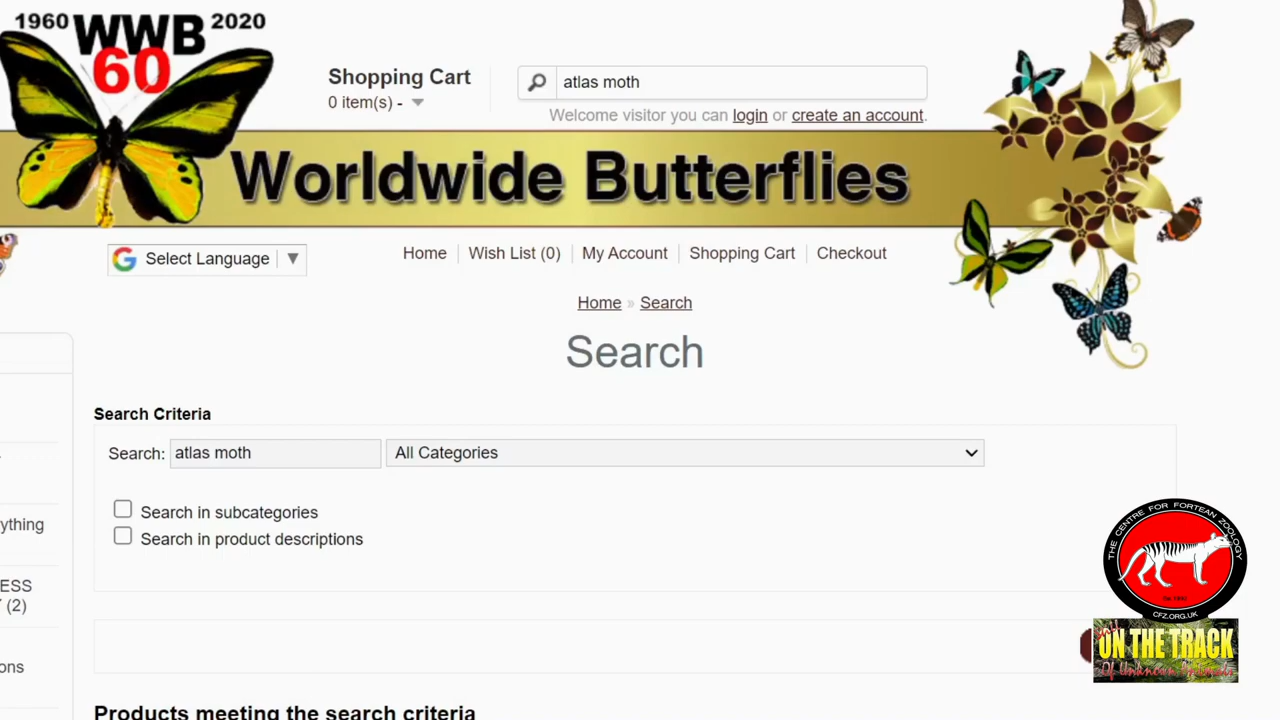 1960 WWB 2020
60
Shopping Cart
0 item(s) -
atlas moth
Welcome visitor you can login or create an account.
Worldwide Butterflies
Select Language
Home
Wish List (0)
My Account
Shopping Cart
Checkout
Home » Search
Search
Search Criteria
Search: atlas moth
All Categories
Search in subcategories
Search in product descriptions
ything
ESS
(2)
ons
THE CENTRE FOR FORTEAN ZOOLOGY
CFZ.ORG.UK
ON THE TRACK
Of Unknown Animals
Products meeting the search criteria